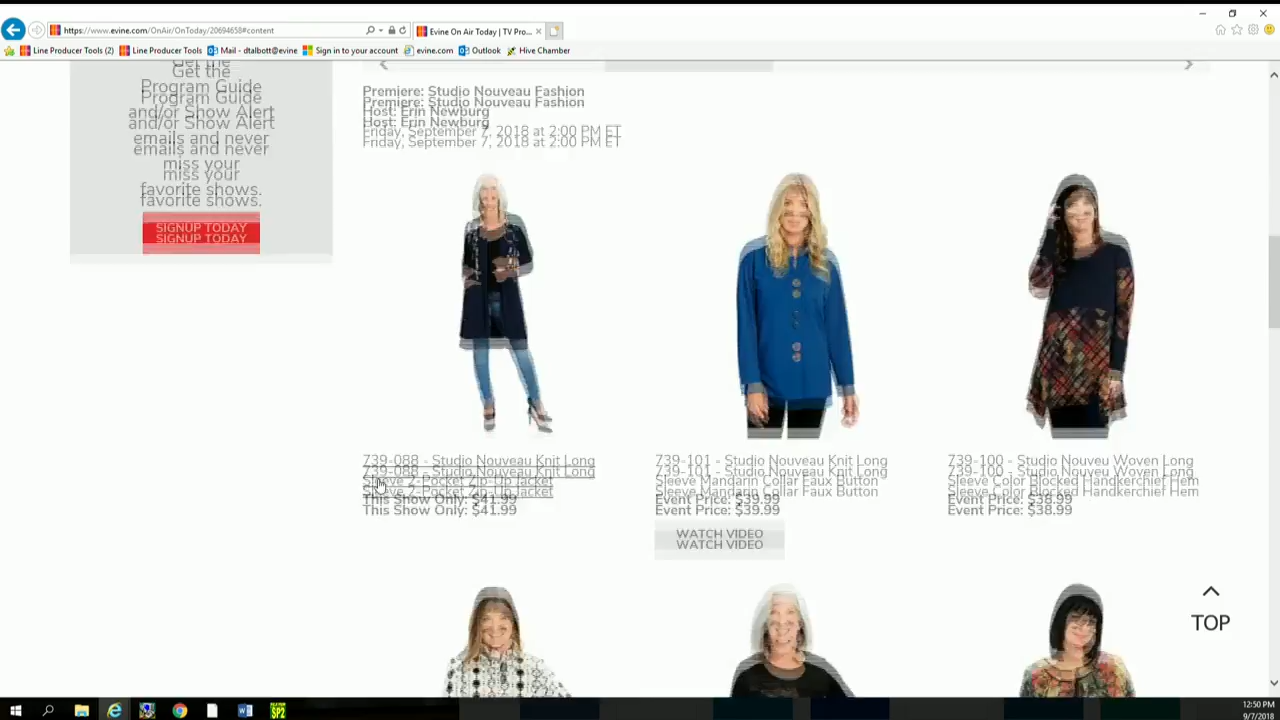 https://www.evine.com/OnAir/OnToday/20694658#content
Evine On Air Today | TV Pro...
Line Producer Tools (2)
Line Producer Tools
Mail - dtalbott@evine
Sign in to your account
evine.com
Outlook
Hive Chamber
Get the
Program Guide
and/or Show Alert
emails and never
miss your
favorite shows.
SIGNUP TODAY
Premiere: Studio Nouveau Fashion
Host: Erin Newburg
Friday, September 7, 2018 at 2:00 PM ET
739-088 - Studio Nouveau Knit Long
Sleeve 2-Pocket Zip-Up Jacket
This Show Only: $41.99
739-101 - Studio Nouveau Knit Long
Sleeve Mandarin Collar Faux Button
Event Price: $39.99
WATCH VIDEO
739-100 - Studio Nouveu Woven Long
Sleeve Color Blocked Handkerchief Hem
Event Price: $38.99
TOP
SP2
12:50 PM
9/7/2018